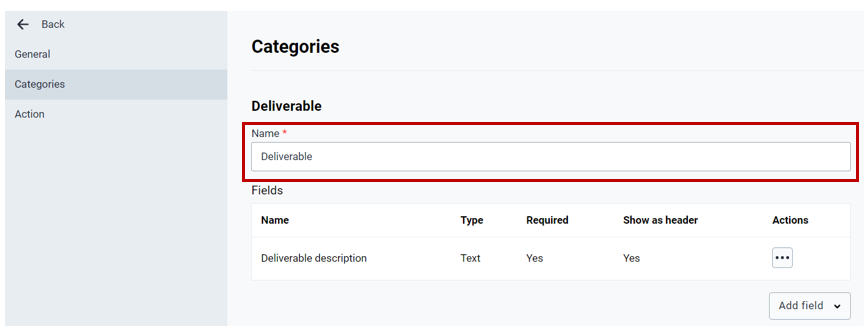 Back
General
Categories
Action
Categories
Deliverable
Name *
Deliverable
Fields
Name Type Required Show as header Actions
Deliverable description Text Yes Yes
Add field